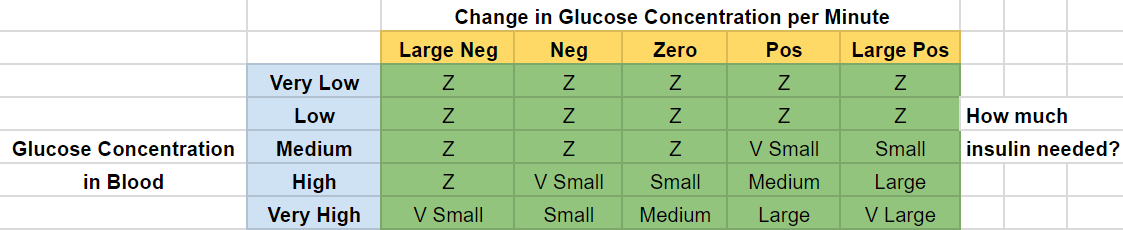 Change in Glucose Concentration per Minute
Large Neg Neg Zero Pos Large Pos
Very Low Z Z Z Z Z
Low Z Z Z Z Z How much
Glucose Concentration Medium Z Z Z V Small Small insulin needed?
in Blood High Z V Small Small Medium Large
Very High V Small Small Medium Large V Large